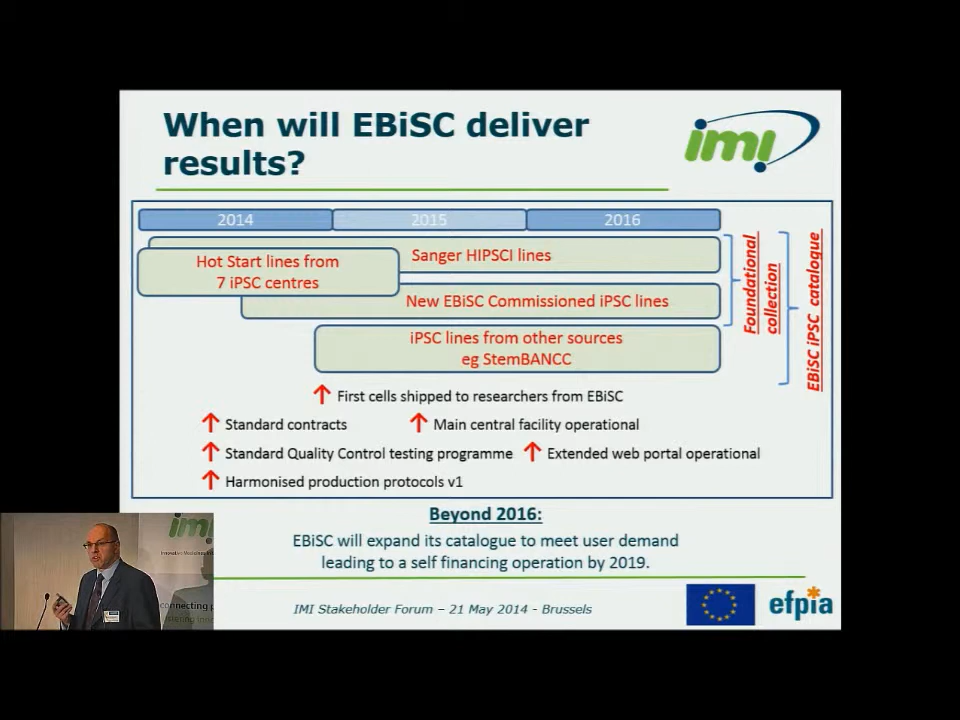 When will EBiSC deliver
results?
imi
2014 2015 2016
Sanger HIPSCI lines
Hot Start lines from
7 iPSC centres
New EBiSC Commissioned iPSC lines
iPSC lines from other sources
eg StemBANCC
Foundational
collection
EBiSC iPSC catalogue
↑ First cells shipped to researchers from EBiSC
↑ Standard contracts ↑ Main central facility operational
↑ Standard Quality Control testing programme ↑ Extended web portal operational
↑ Harmonised production protocols v1
Beyond 2016:
EBiSC will expand its catalogue to meet user demand
leading to a self financing operation by 2019.
IMI Stakeholder Forum – 21 May 2014 - Brussels
efpia
imi